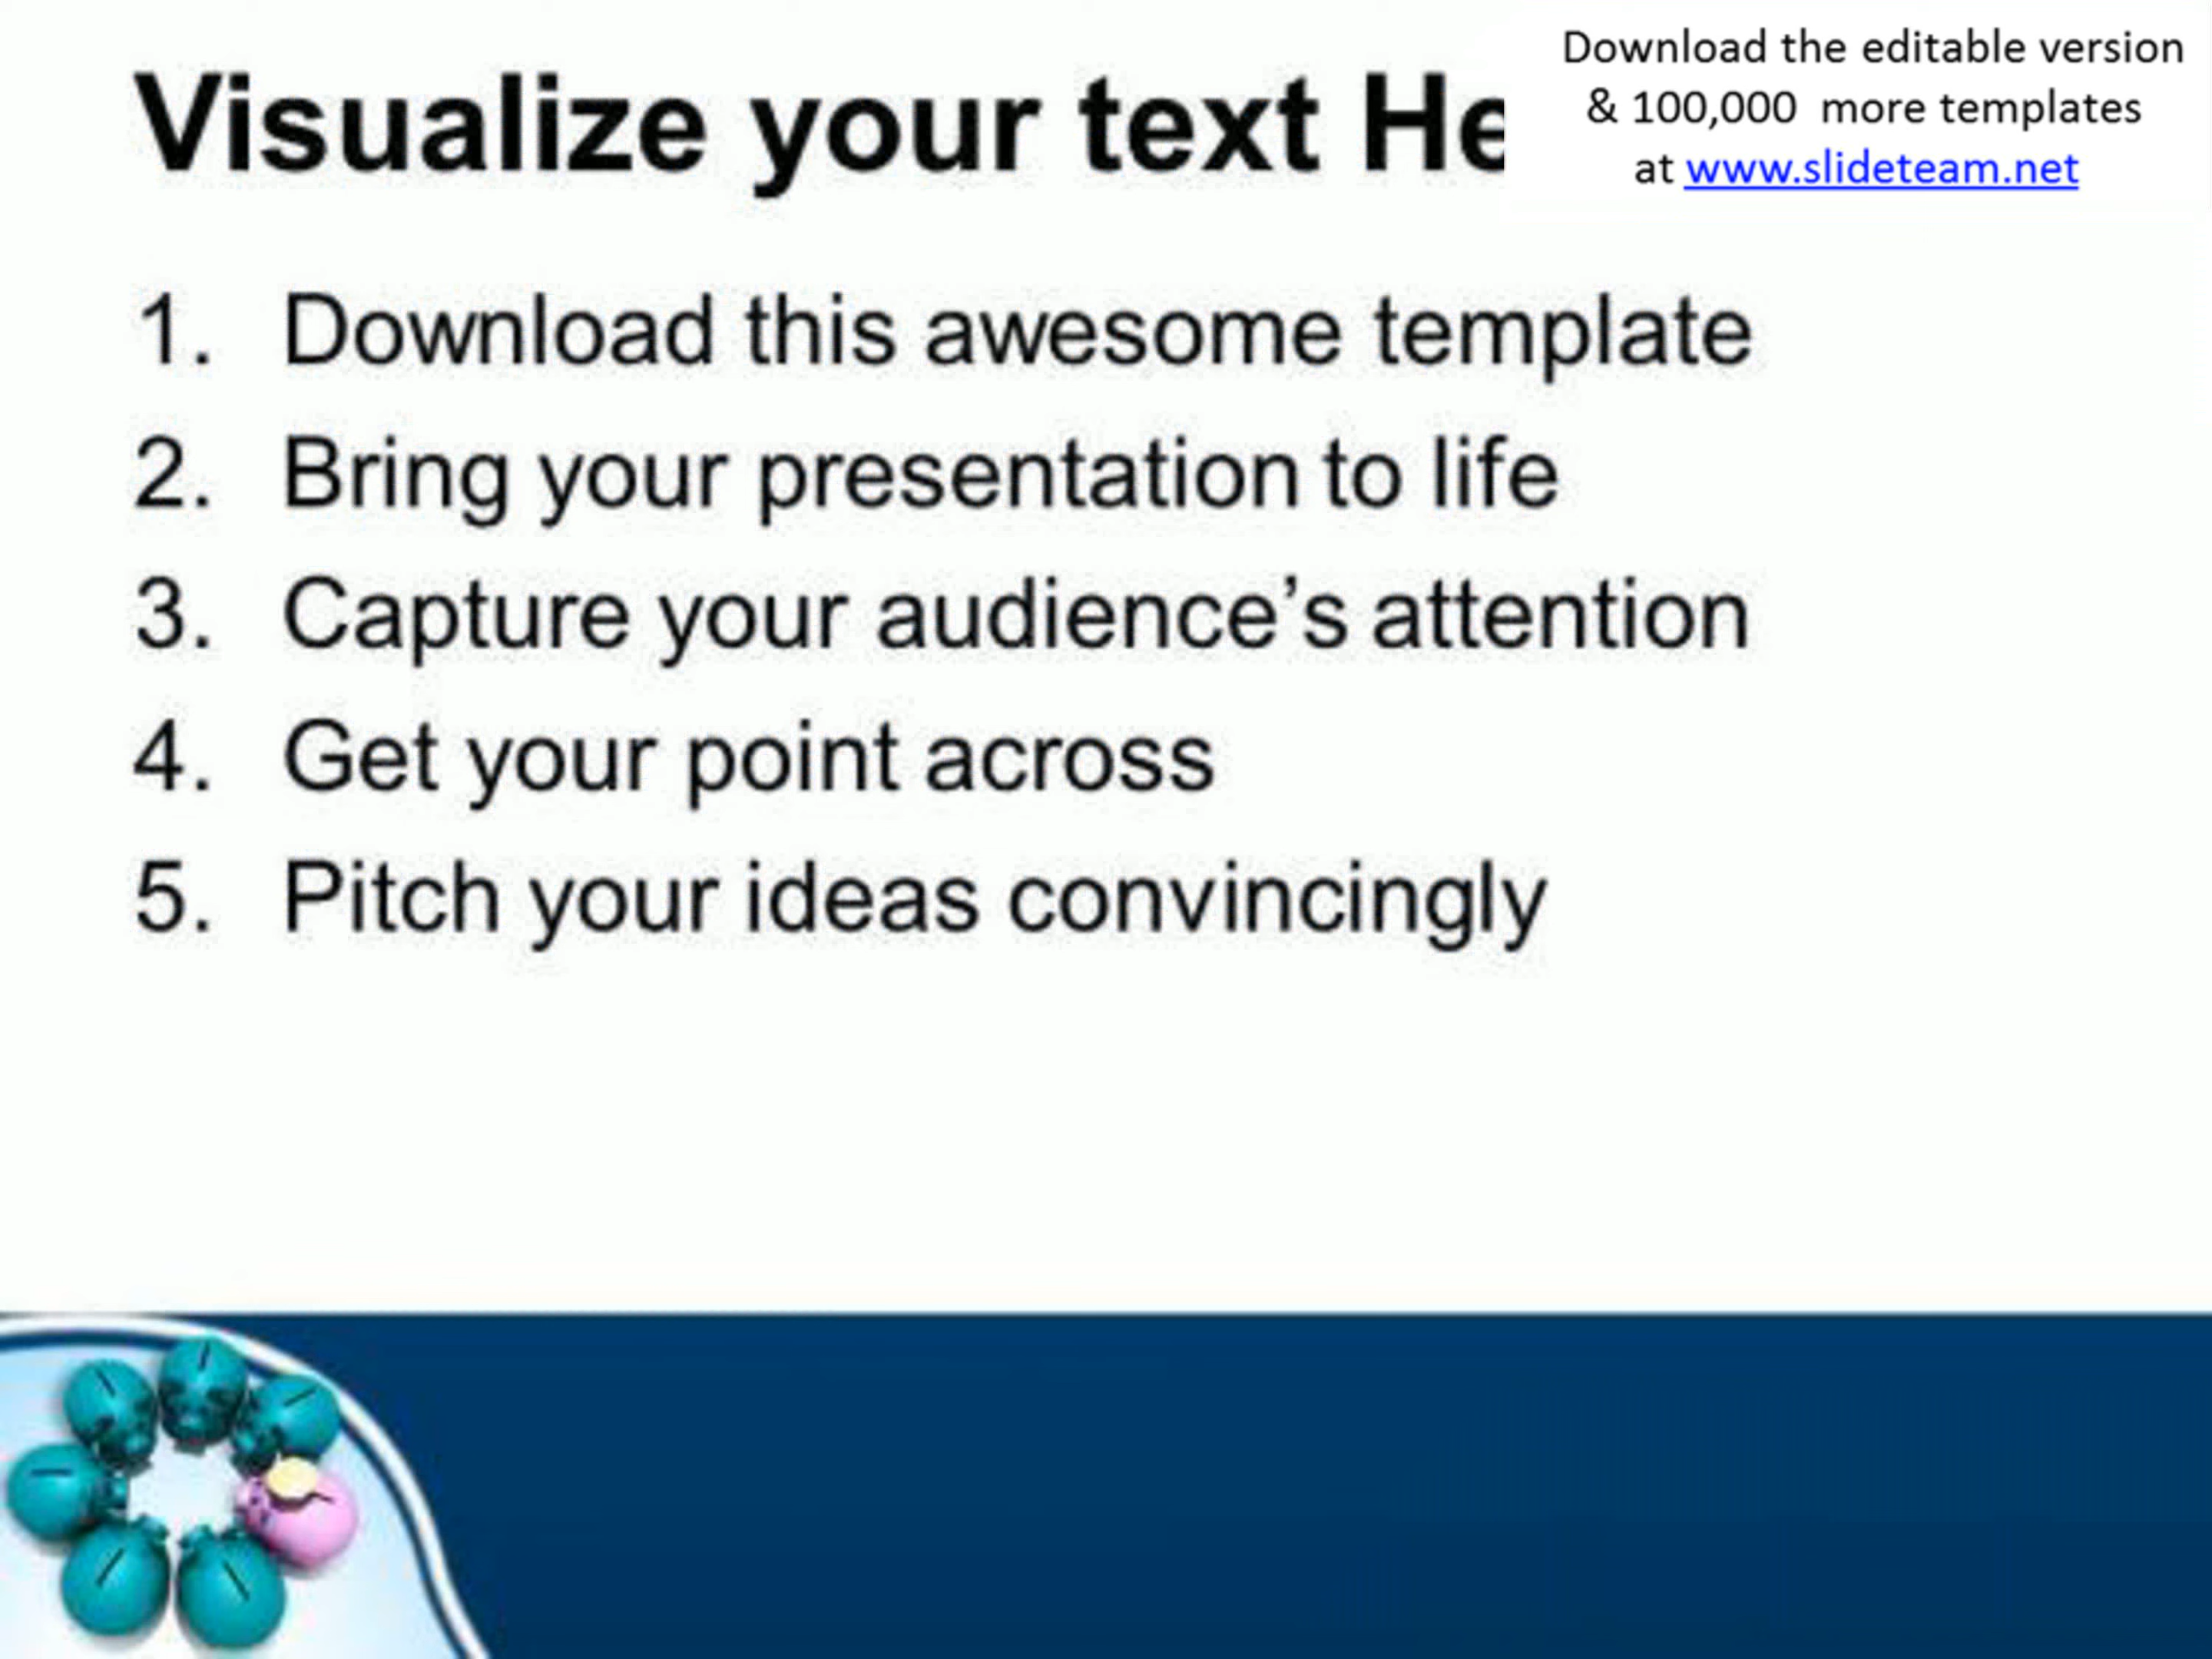 Visualize your text He
Download the editable version
& 100,000 more templates
at www.slideteam.net
1. Download this awesome template
2. Bring your presentation to life
3. Capture your audience’s attention
4. Get your point across
5. Pitch your ideas convincingly